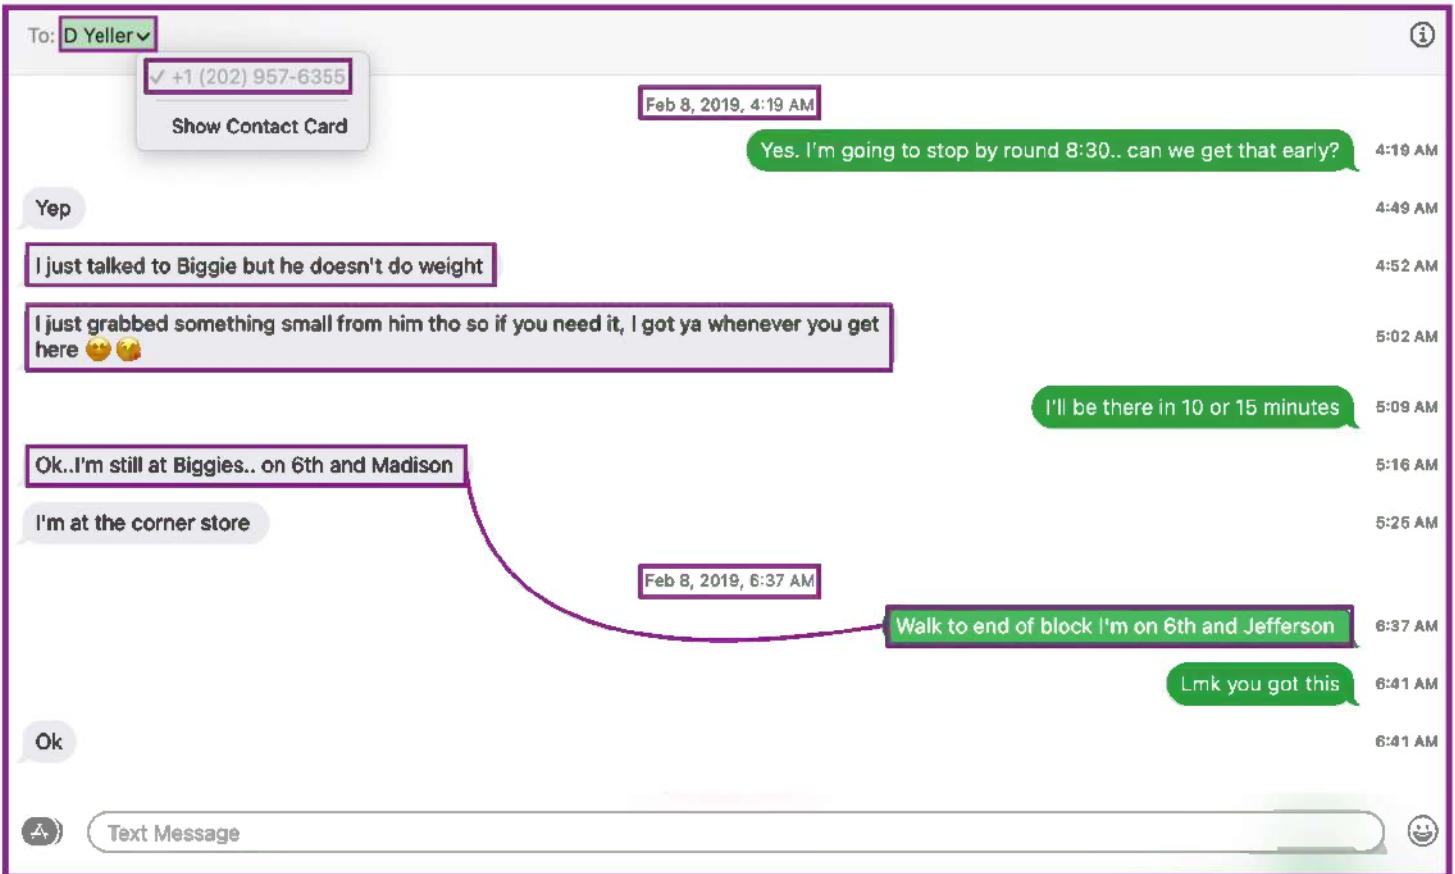 To: D Yeller
✓ +1 (202) 957-6355
Show Contact Card
Feb 8, 2019, 4:19 AM
Yes. I'm going to stop by round 8:30.. can we get that early? 4:19 AM
Yep 4:49 AM
I just talked to Biggie but he doesn't do weight 4:52 AM
I just grabbed something small from him tho so if you need it, I got ya whenever you get
here 😊 😘 5:02 AM
I'll be there in 10 or 15 minutes 5:09 AM
Ok..I'm still at Biggies.. on 6th and Madison 5:16 AM
I'm at the corner store 5:25 AM
Feb 8, 2019, 6:37 AM
Walk to end of block I'm on 6th and Jefferson 6:37 AM
Lmk you got this 6:41 AM
Ok 6:41 AM
Text Message